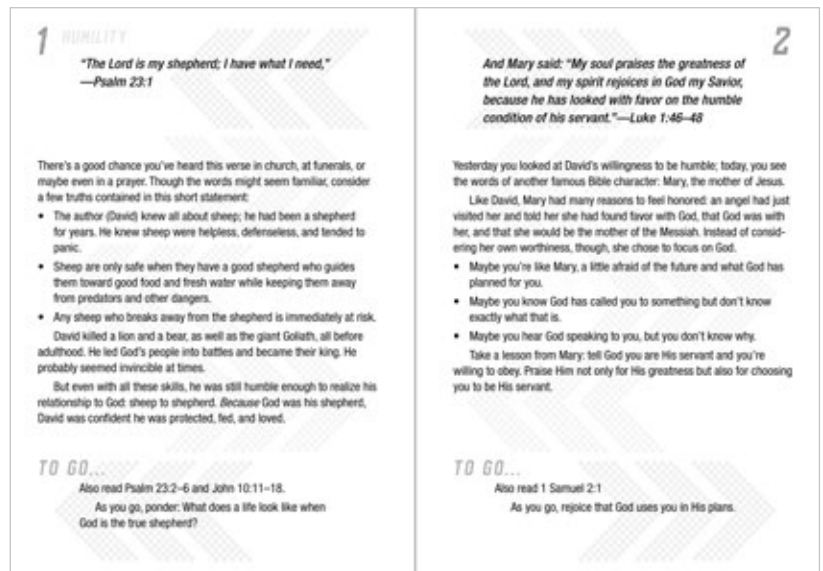 1 HUMILITY
"The Lord is my shepherd; I have what I need,"
—Psalm 23:1
There's a good chance you've heard this verse in church, at funerals, or
maybe even in a prayer. Though the words might seem familiar, consider
a few truths contained in this short statement:
• The author (David) knew all about sheep; he had been a shepherd
for years. He knew sheep were helpless, defenseless, and tended to
panic.
• Sheep are only safe when they have a good shepherd who guides
them toward good food and fresh water while keeping them away
from predators and other dangers.
• Any sheep who breaks away from the shepherd is immediately at risk.
David killed a lion and a bear, as well as the giant Goliath, all before
adulthood. He led God's people into battles and became their king. He
probably seemed invincible at times.
But even with all these skills, he was still humble enough to realize his
relationship to God: sheep to shepherd. Because God was his shepherd,
David was confident he was protected, fed, and loved.
TO GO...
Also read Psalm 23:2–6 and John 10:11–18.
As you go, ponder: What does a life look like when
God is the true shepherd?
2
And Mary said: "My soul praises the greatness of
the Lord, and my spirit rejoices in God my Savior,
because he has looked with favor on the humble
condition of his servant."—Luke 1:46–48
Yesterday you looked at David's willingness to be humble; today, you see
the words of another famous Bible character: Mary, the mother of Jesus.
Like David, Mary had many reasons to feel honored: an angel had just
visited her and told her she had found favor with God, that God was with
her, and that she would be the mother of the Messiah. Instead of consid-
ering her own worthiness, though, she chose to focus on God.
• Maybe you're like Mary, a little afraid of the future and what God has
planned for you.
• Maybe you know God has called you to something but don't know
exactly what that is.
• Maybe you hear God speaking to you, but you don't know why.
Take a lesson from Mary: tell God you are His servant and you're
willing to obey. Praise Him not only for His greatness but also for choosing
you to be His servant.
TO GO...
Also read 1 Samuel 2:1
As you go, rejoice that God uses you in His plans.